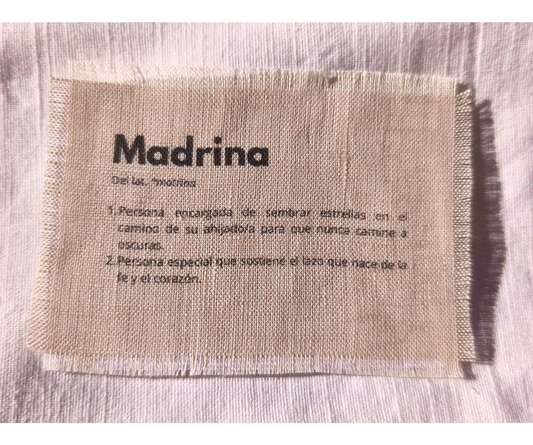 Madrina
Del lat. *matrina
1. Persona encargada de sembrar estrellas en el
camino de su ahijado/a para que nunca camine a
oscuras.
2. Persona especial que sostiene el lazo que nace de la
fe y el corazón.